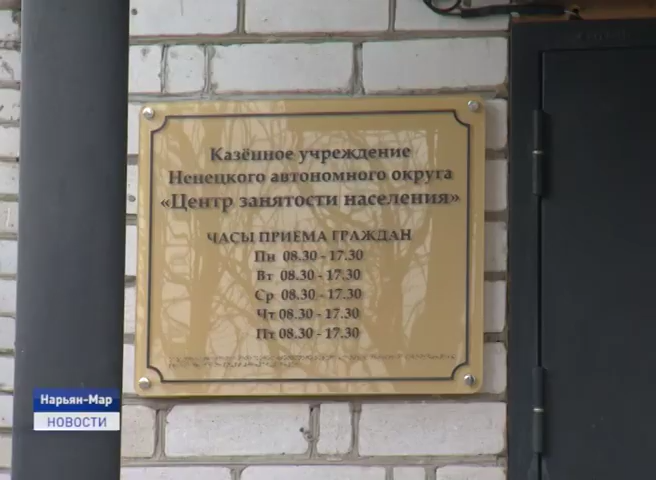 Казённое учреждение
Ненецкого автономного округа
«Центр занятости населения»
ЧАСЫ ПРИЕМА ГРАЖДАН
Пн 08.30 - 17.30
Вт 08.30 - 17.30
Ср 08.30 - 17.30
Чт 08.30 - 17.30
Пт 08.30 - 17.30
Нарьян-Мар
НОВОСТИ